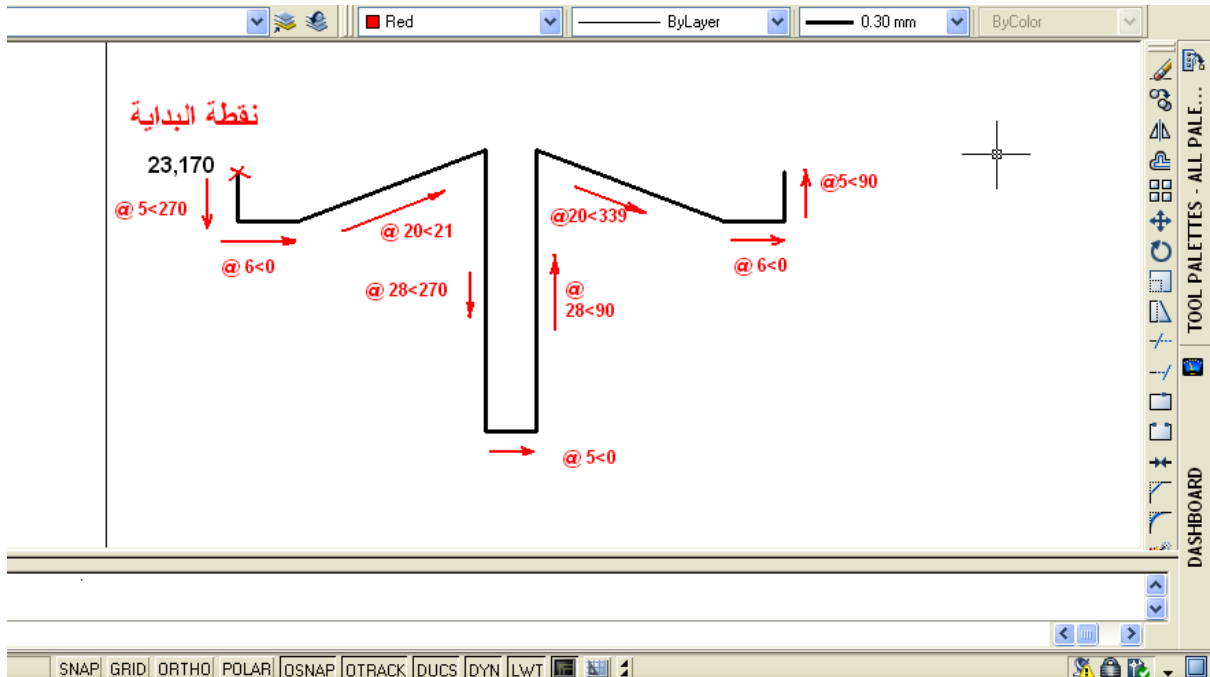 Red
ByLayer
0.30 mm
ByColor
نقطة البداية
23,170
@ 5<270
@ 6<0
@ 20<21
@ 28<270
@ 5<0
@
28<90
@20<339
@ 6<0
@5<90
TOOL PALETTES - ALL PALE...
DASHBOARD
SNAP GRID ORTHO POLAR OSNAP OTRACK DUCS DYN LWT